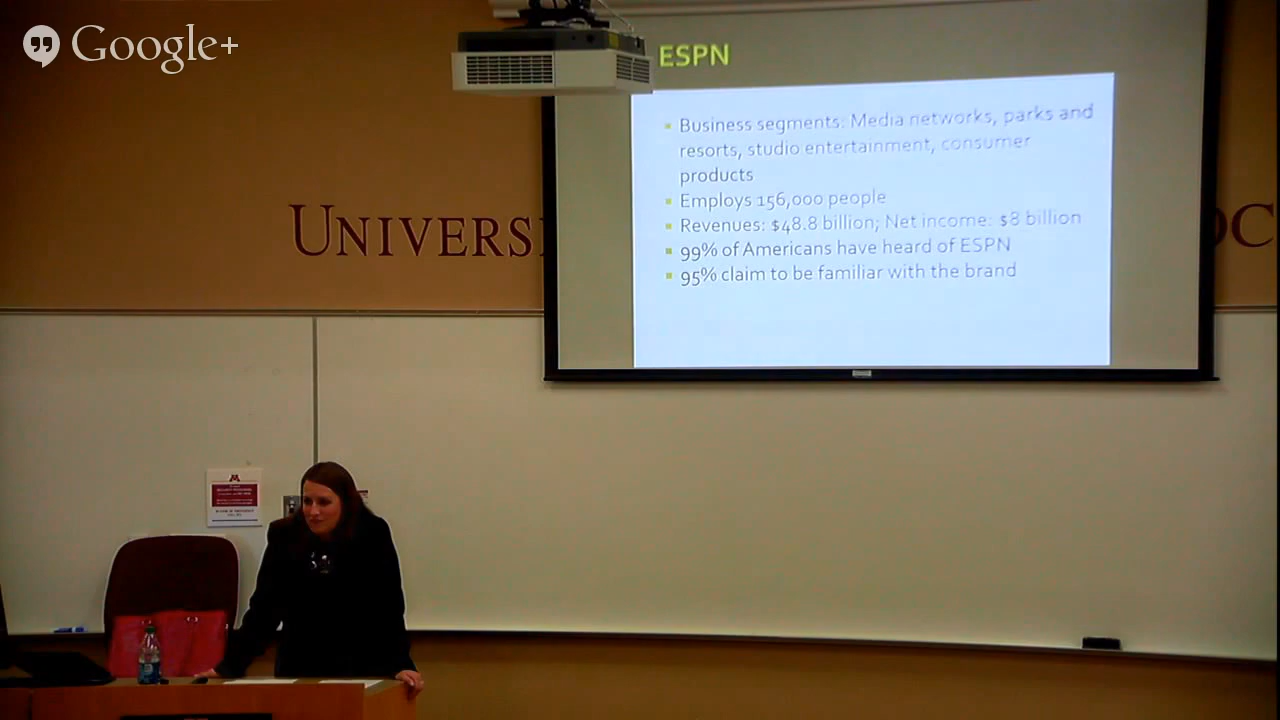 Google+
ESPN
Business segments: Media networks, parks and
resorts, studio entertainment, consumer
products
Employs 156,000 people
Revenues: $48.8 billion; Net income: $8 billion
99% of Americans have heard of ESPN
95% claim to be familiar with the brand
UNIVERSI
OC
M